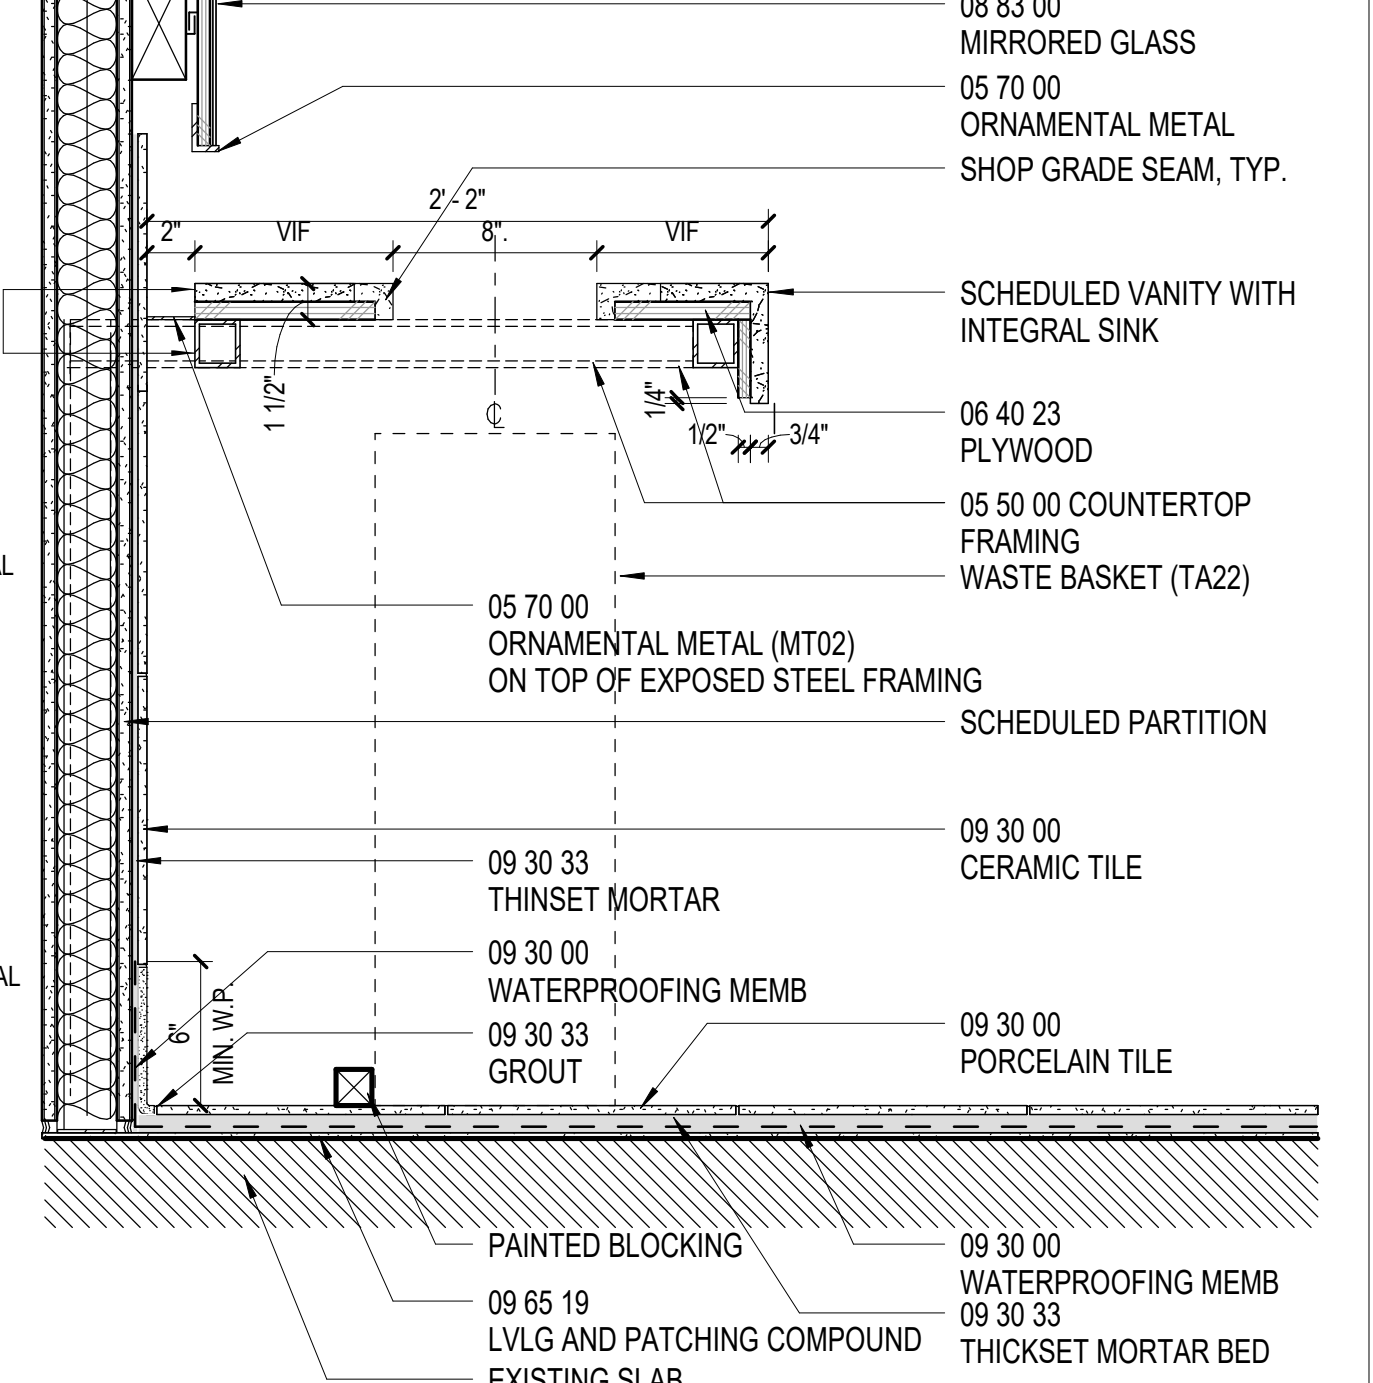 08 83 00
MIRRORED GLASS
05 70 00
ORNAMENTAL METAL
SHOP GRADE SEAM, TYP.
2' - 2"
2"
VIF
8".
VIF
SCHEDULED VANITY WITH
INTEGRAL SINK
1 1/2"
1/4"
1/2"
3/4"
℄
06 40 23
PLYWOOD
05 50 00 COUNTERTOP
FRAMING
WASTE BASKET (TA22)
AL
05 70 00
ORNAMENTAL METAL (MT02)
ON TOP OF EXPOSED STEEL FRAMING
SCHEDULED PARTITION
09 30 00
CERAMIC TILE
09 30 33
THINSET MORTAR
09 30 00
WATERPROOFING MEMB
AL
6"
MIN. W.P.
09 30 33
GROUT
09 30 00
PORCELAIN TILE
PAINTED BLOCKING
09 30 00
WATERPROOFING MEMB
09 65 19
LVLG AND PATCHING COMPOUND
09 30 33
THICKSET MORTAR BED
EXISTING SLAB